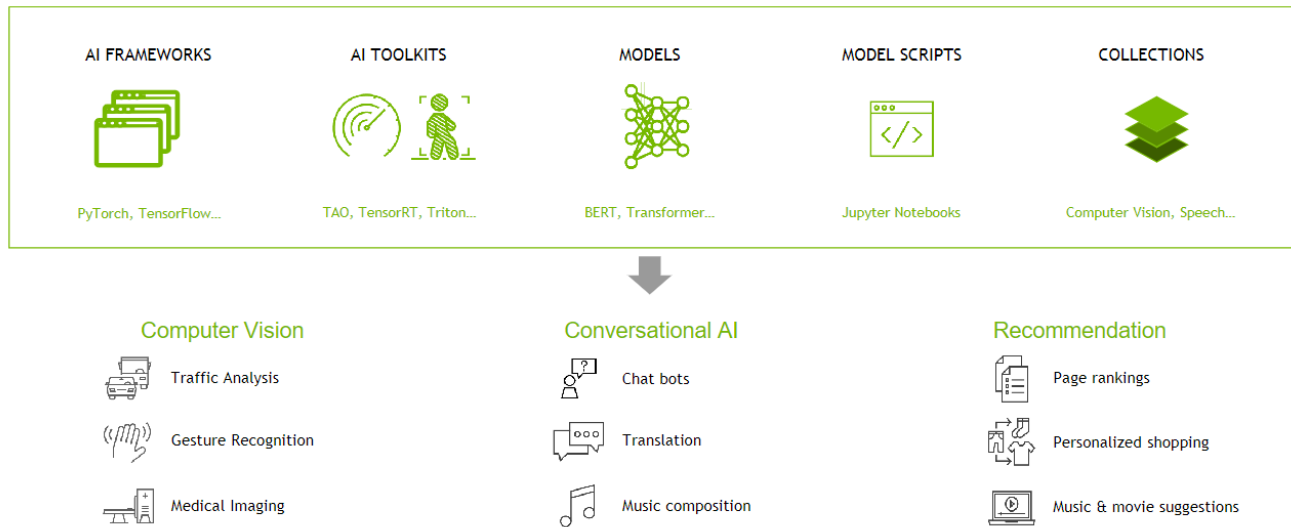 AI FRAMEWORKS
AI TOOLKITS
MODELS
MODEL SCRIPTS
COLLECTIONS
</>
?
PyTorch, TensorFlow...
TAO, TensorRT, Triton...
BERT, Transformer...
Jupyter Notebooks
Computer Vision, Speech...
Computer Vision
Traffic Analysis
Gesture Recognition
Medical Imaging
Conversational AI
Chat bots
Translation
Music composition
Recommendation
Page rankings
Personalized shopping
Music & movie suggestions